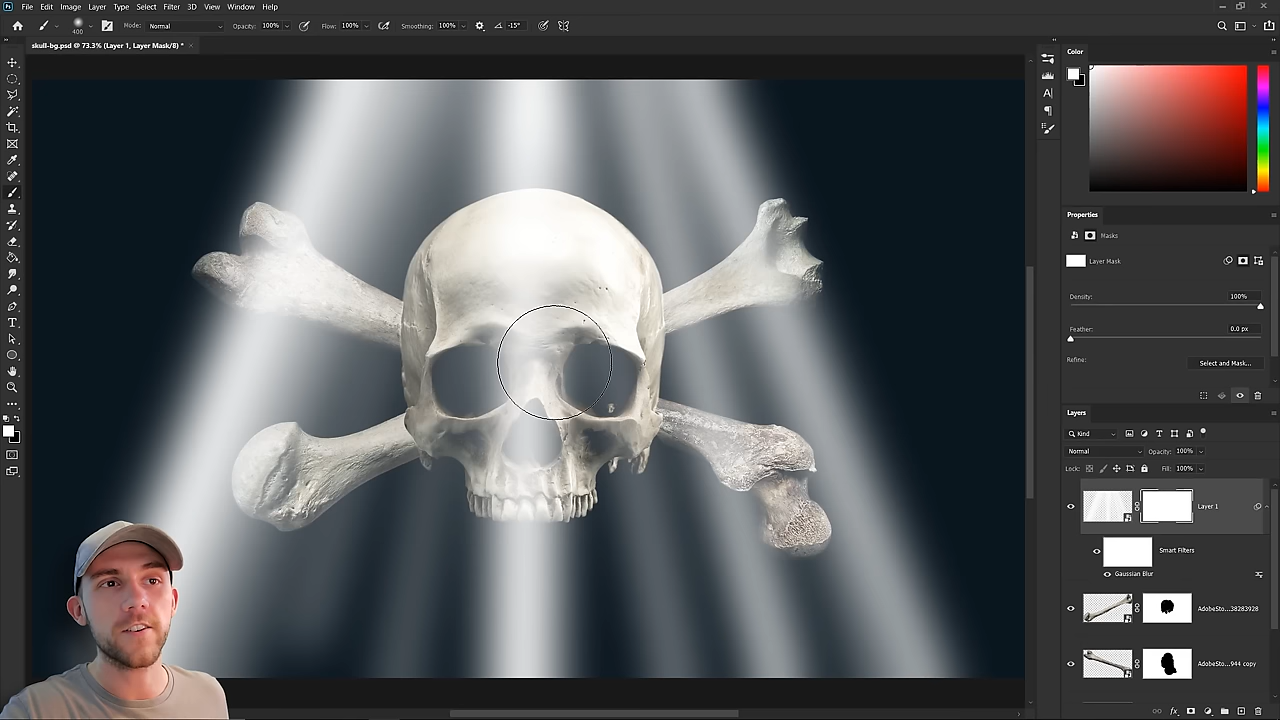 File Edit Image Layer Type Select Filter 3D View Window Help
400 Mode: Normal Opacity: 100% Flow: 100% Smoothing: 100% -15°
skull-bg.psd @ 73.3% (Layer 1, Layer Mask/8) *
Color
Properties
Masks
Layer Mask
Density: 100%
Feather: 0.0 px
Refine: Select and Mask...
Layers
Kind
Normal Opacity: 100%
Lock: Fill: 100%
Layer 1
Smart Filters
Gaussian Blur
AdobeSto...38283928
AdobeSto...944 copy